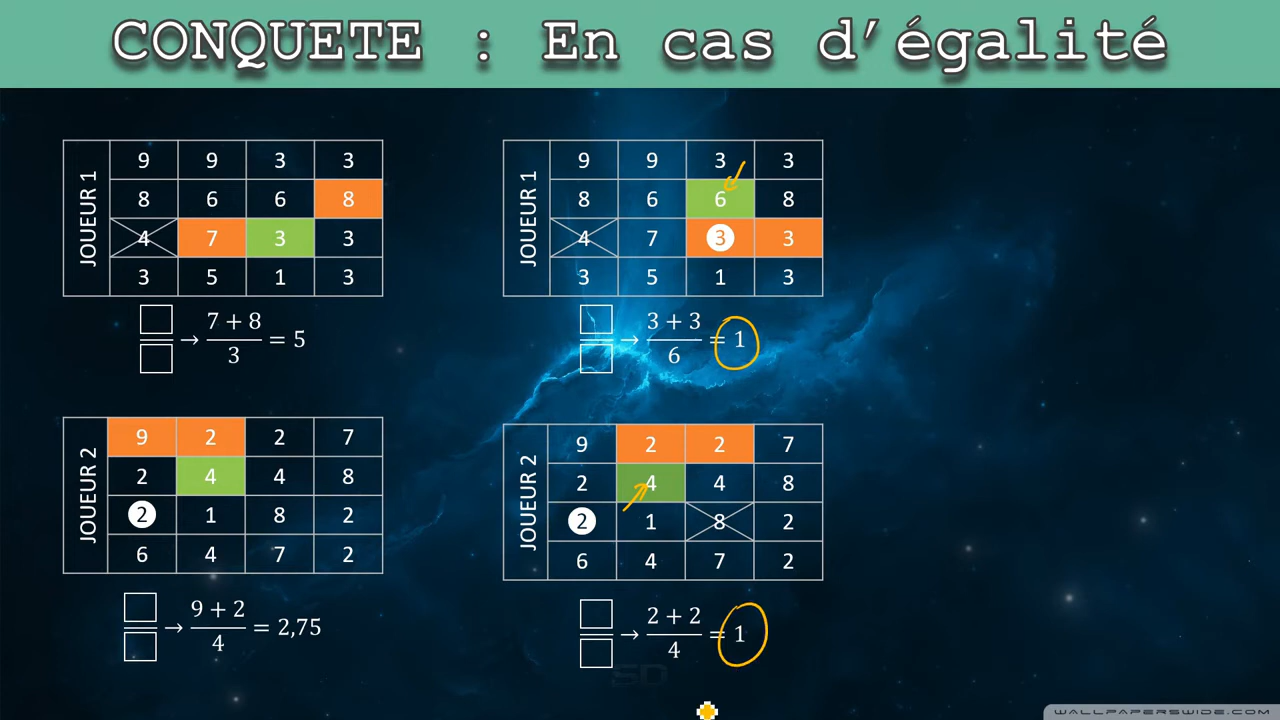 CONQUETE : En cas d'égalité
JOUEUR 1
9 9 3 3
8 6 6 8
4 7 3 3
3 5 1 3
→ 7 + 8 / 3 = 5
JOUEUR 2
9 2 2 7
2 4 4 8
2 1 8 2
6 4 7 2
→ 9 + 2 / 4 = 2,75
JOUEUR 1
9 9 3 3
8 6 6 8
4 7 3 3
3 5 1 3
→ 3 + 3 / 6 = 1
JOUEUR 2
9 2 2 7
2 4 4 8
2 1 8 2
6 4 7 2
→ 2 + 2 / 4 = 1
SD
WALLPAPERSWIDE.COM